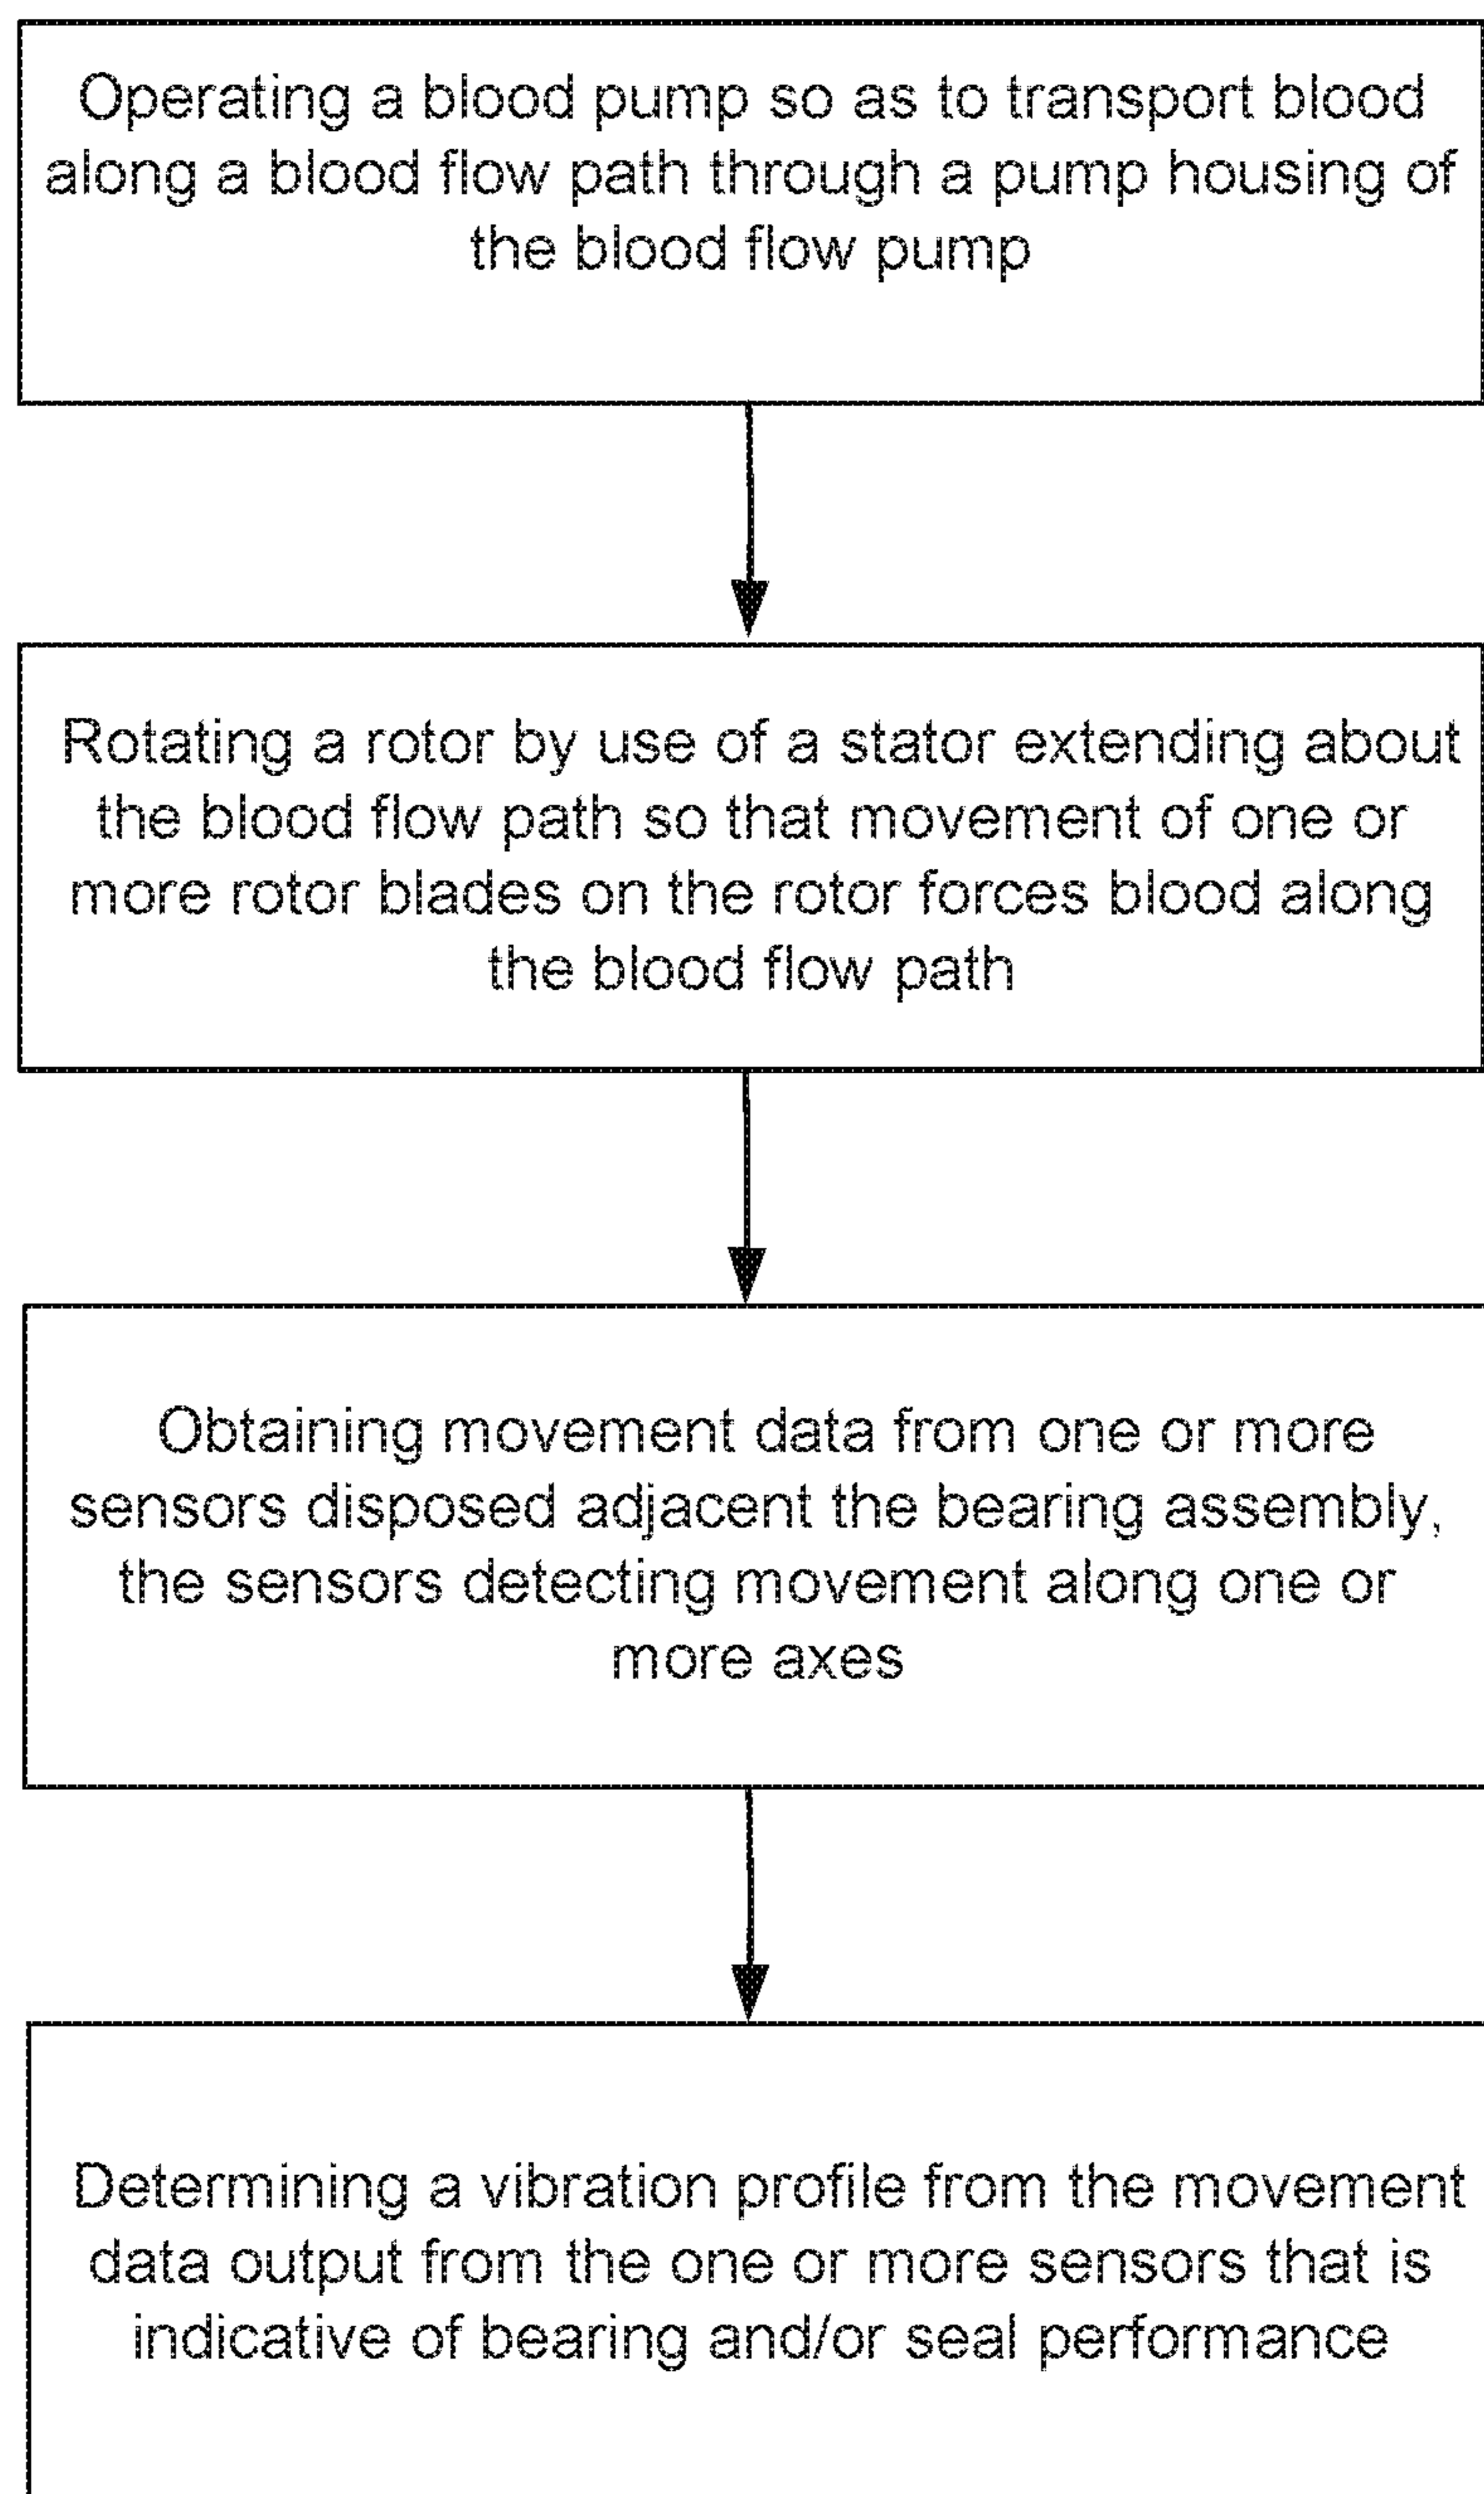 Operating a blood pump so as to transport blood
along a blood flow path through a pump housing of
the blood flow pump
Rotating a rotor by use of a stator extending about
the blood flow path so that movement of one or
more rotor blades on the rotor forces blood along
the blood flow path
Obtaining movement data from one or more
sensors disposed adjacent the bearing assembly,
the sensors detecting movement along one or
more axes
Determining a vibration profile from the movement
data output from the one or more sensors that is
indicative of bearing and/or seal performance